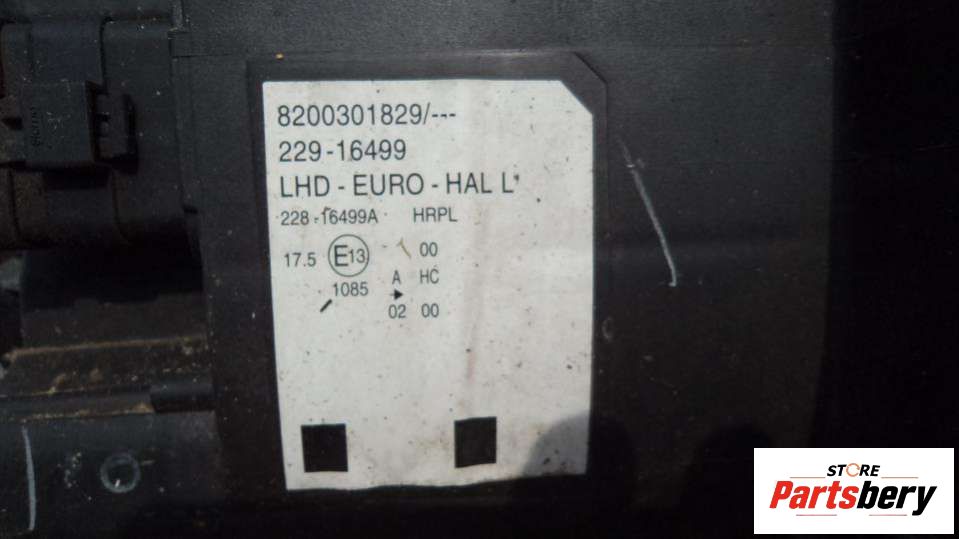 8200301829/---
229-16499
LHD - EURO - HAL L
228-16499A HRPL
17.5 E13 00
1085 A HC
02 00
STORE
Partsbery